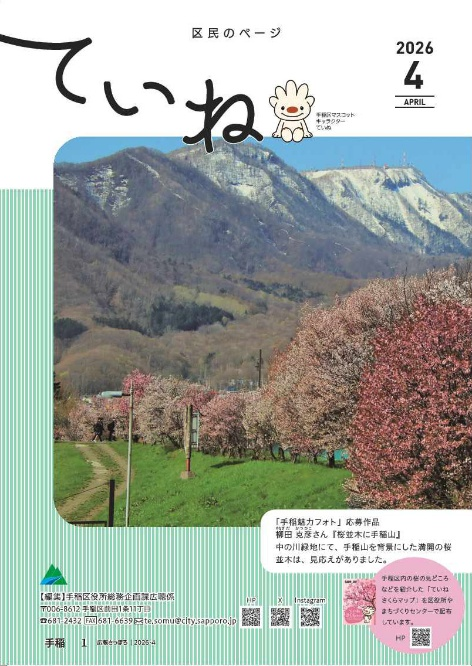 区民のページ
ていね
2026
4
APRIL
手稲区マスコット
キャラクター
ていぬ
「手稲魅力フォト」応募作品
柳田 克彦さん『桜並木に手稲山』
中の川緑地にて、手稲山を背景にした満開の桜
並木は、見応えがありました。
手稲区内の桜の見どころ
などを紹介した「ていね
さくらマップ」を区役所や
まちづくりセンターで配布
しています。
HP
【編集】手稲区役所総務企画課広聴係
〒006-8612 手稲区前田1条11丁目
☎681-2432 FAX 681-6639 te.somu@city.sapporo.jp
HP
X
Instagram
手稲 1 広報さっぽろ 2026-4